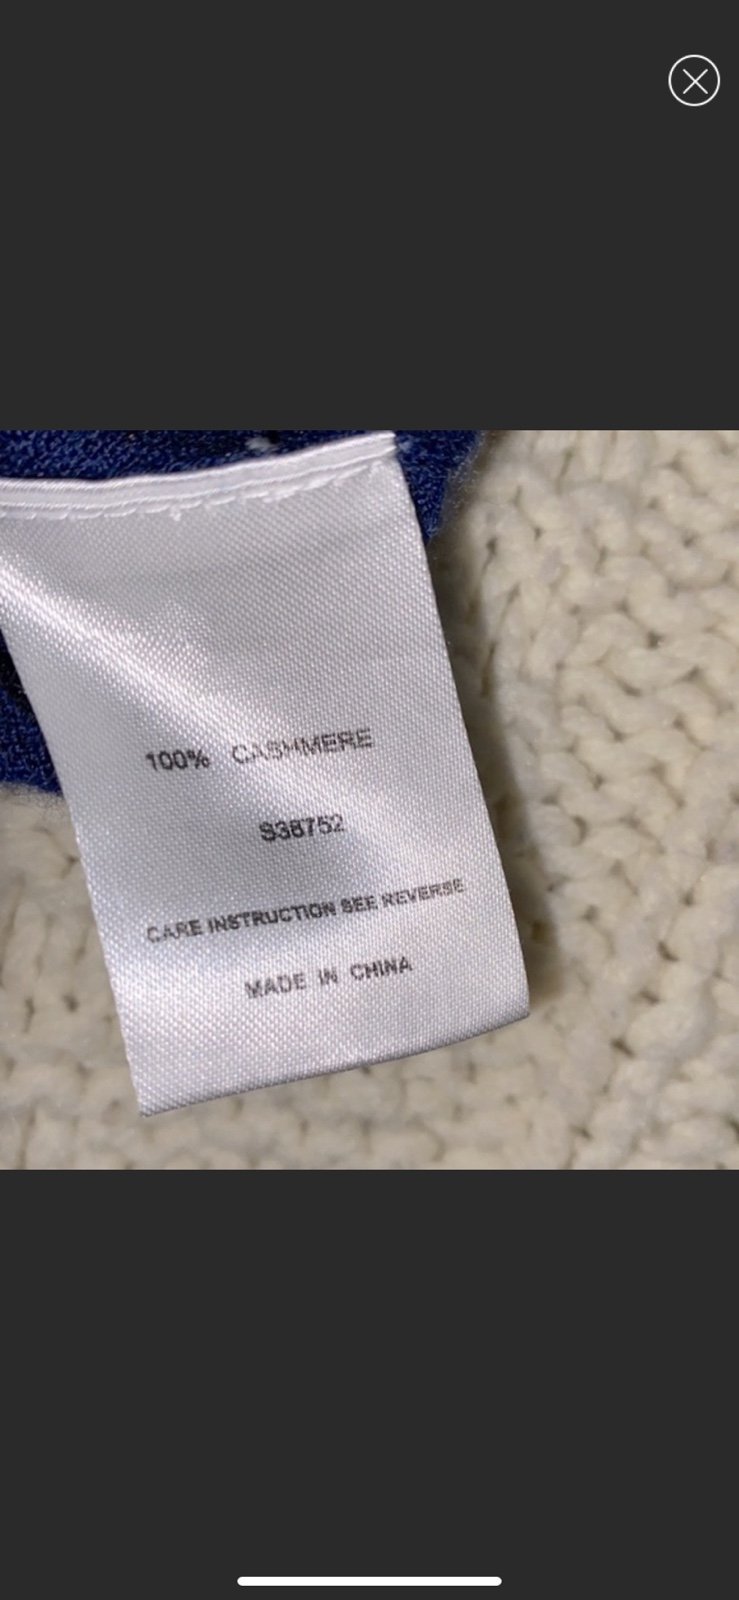 100% CASHMERE
S38752
CARE INSTRUCTION SEE REVERSE
MADE IN CHINA